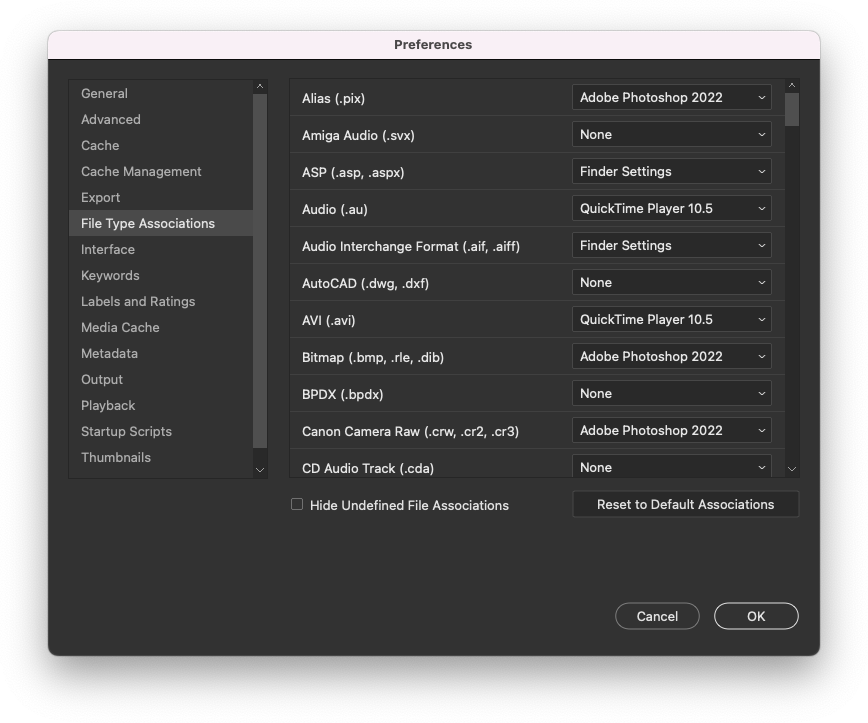 Preferences
General
Advanced
Cache
Cache Management
Export
File Type Associations
Interface
Keywords
Labels and Ratings
Media Cache
Metadata
Output
Playback
Startup Scripts
Thumbnails
Alias (.pix) Adobe Photoshop 2022
Amiga Audio (.svx) None
ASP (.asp, .aspx) Finder Settings
Audio (.au) QuickTime Player 10.5
Audio Interchange Format (.aif, .aiff) Finder Settings
AutoCAD (.dwg, .dxf) None
AVI (.avi) QuickTime Player 10.5
Bitmap (.bmp, .rle, .dib) Adobe Photoshop 2022
BPDX (.bpdx) None
Canon Camera Raw (.crw, .cr2, .cr3) Adobe Photoshop 2022
CD Audio Track (.cda) None
Hide Undefined File Associations Reset to Default Associations
Cancel OK